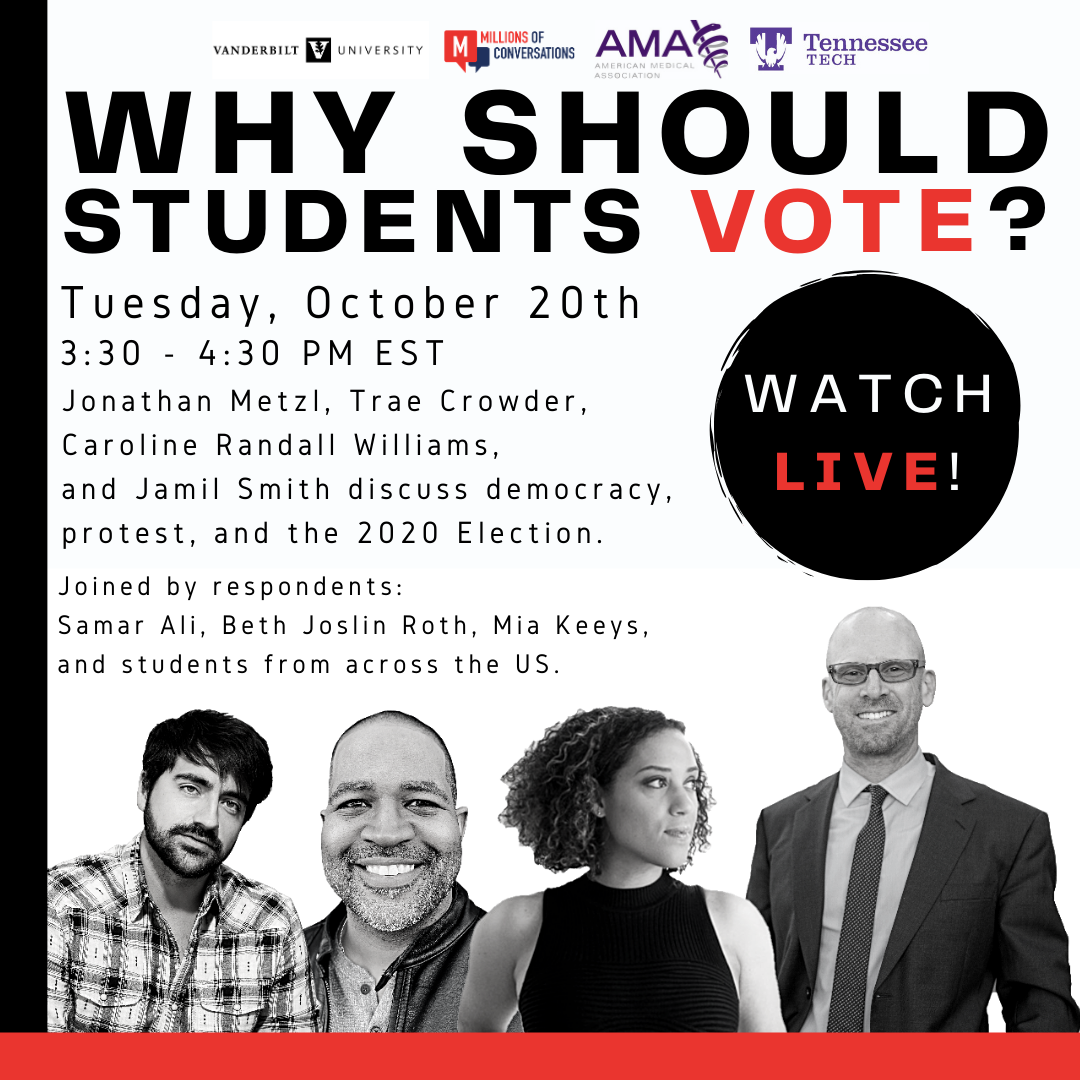 VANDERBILT V UNIVERSITY
M MILLIONS OF CONVERSATIONS
AMA AMERICAN MEDICAL ASSOCIATION
T Tennessee TECH
WHY SHOULD
STUDENTS VOTE?
Tuesday, October 20th
3:30 - 4:30 PM EST
Jonathan Metzl, Trae Crowder,
Caroline Randall Williams,
and Jamil Smith discuss democracy,
protest, and the 2020 Election.
WATCH
LIVE!
Joined by respondents:
Samar Ali, Beth Joslin Roth, Mia Keeys,
and students from across the US.